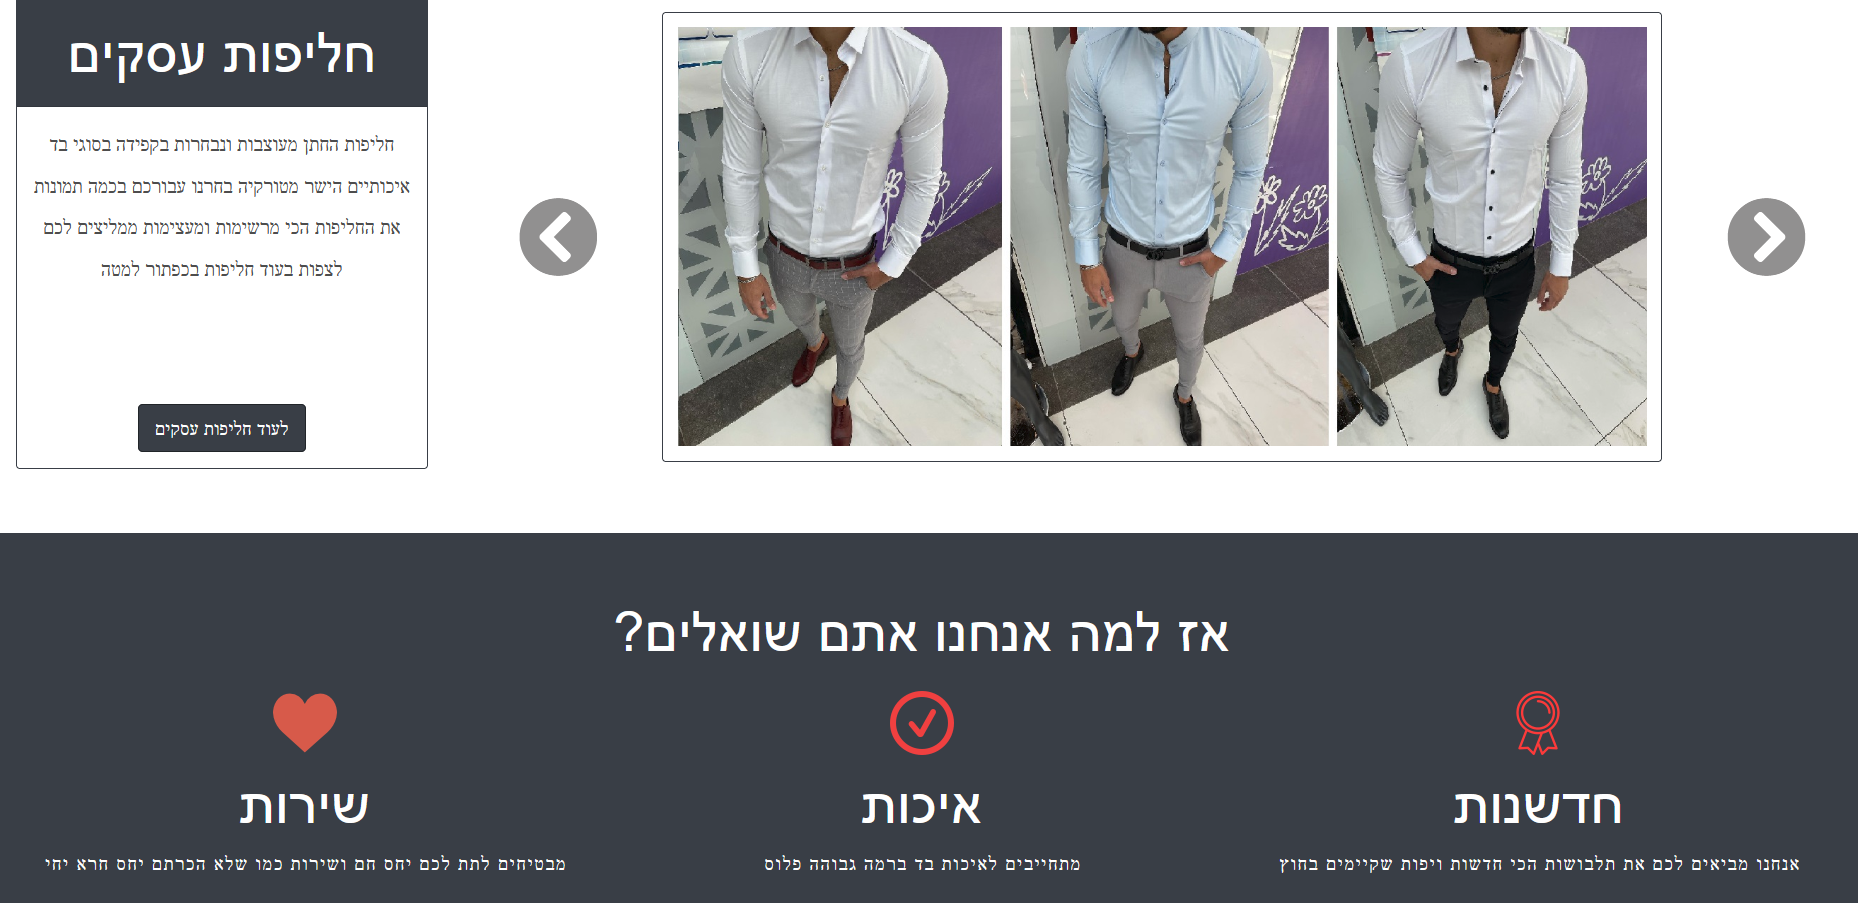 חליפות עסקים
חליפות החתן מעוצבות ונבחרות בקפידה בסוגי בד
איכותיים הישר מטורקיה בחרנו עבורכם בכמה תמונות
את החליפות הכי מרשימות ומעצימות ממליצים לכם
לצפות בעוד חליפות בכפתור למטה
לעוד חליפות עסקים
אז למה אנחנו אתם שואלים?
חדשנות
אנחנו מביאים לכם את תלבושות הכי חדשות ויפות שקיימים בחוץ
איכות
מתחייבים לאיכות בד ברמה גבוהה פלוס
שירות
מבטיחים לתת לכם יחס חם ושירות כמו שלא הכרתם יחס חרא יחי